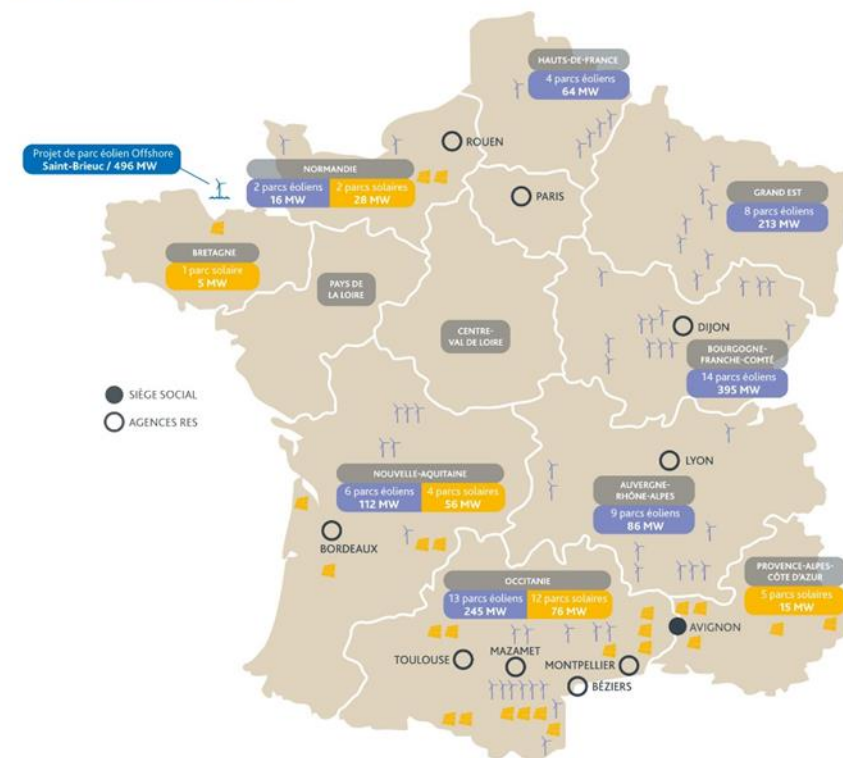 HAUTS-DE-FRANCE
4 parcs éoliens
64 MW
ROUEN
Projet de parc éolien Offshore
Saint-Brieuc / 496 MW
NORMANDIE
2 parcs éoliens
16 MW
2 parcs solaires
28 MW
PARIS
GRAND EST
8 parcs éoliens
213 MW
BRETAGNE
1 parc solaire
5 MW
PAYS DE
LA LOIRE
CENTRE-
VAL DE LOIRE
DIJON
BOURGOGNE-
FRANCHE-COMTÉ
14 parcs éoliens
395 MW
SIÈGE SOCIAL
AGENCES RES
LYON
NOUVELLE-AQUITAINE
6 parcs éoliens
112 MW
4 parcs solaires
56 MW
AUVERGNE-
RHÔNE-ALPES
9 parcs éoliens
86 MW
BORDEAUX
PROVENCE-ALPES-
CÔTE D'AZUR
5 parcs solaires
15 MW
OCCITANIE
13 parcs éoliens
245 MW
12 parcs solaires
76 MW
AVIGNON
TOULOUSE
MAZAMET
MONTPELLIER
BÉZIERS